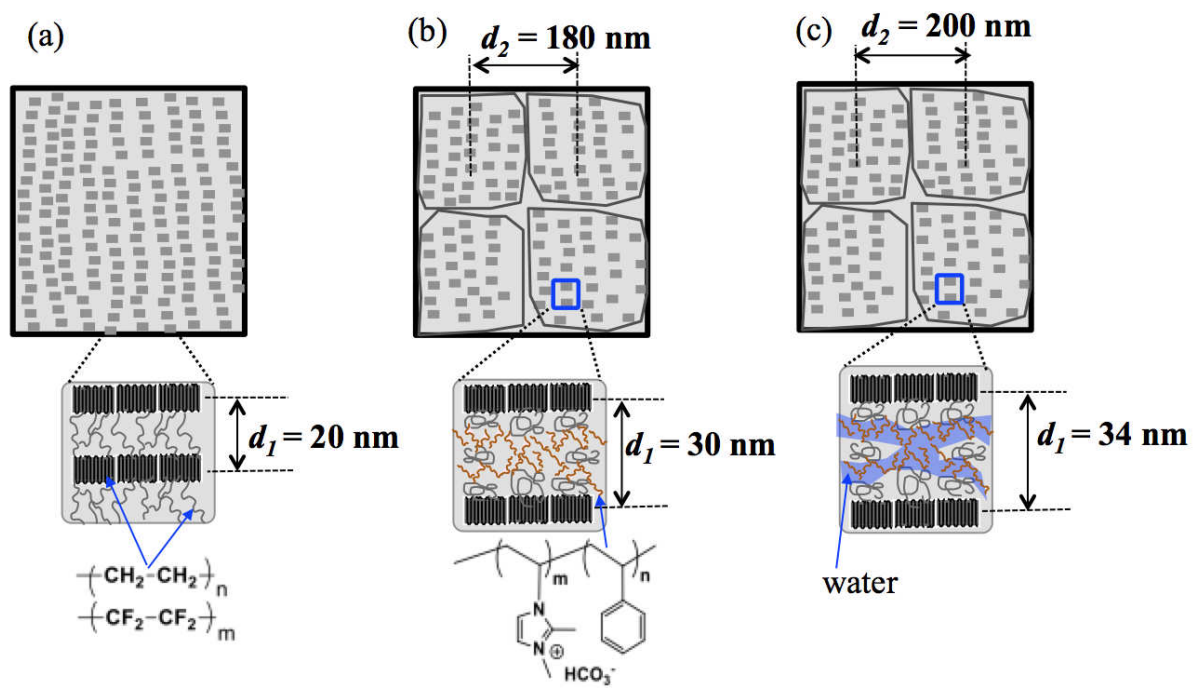 (a)
(b)
(c)
d2 = 180 nm
d2 = 200 nm
d1 = 20 nm
d1 = 30 nm
d1 = 34 nm
water
(CH2-CH2)n
(CF2-CF2)m
m
n
N
N
⊕
HCO3-